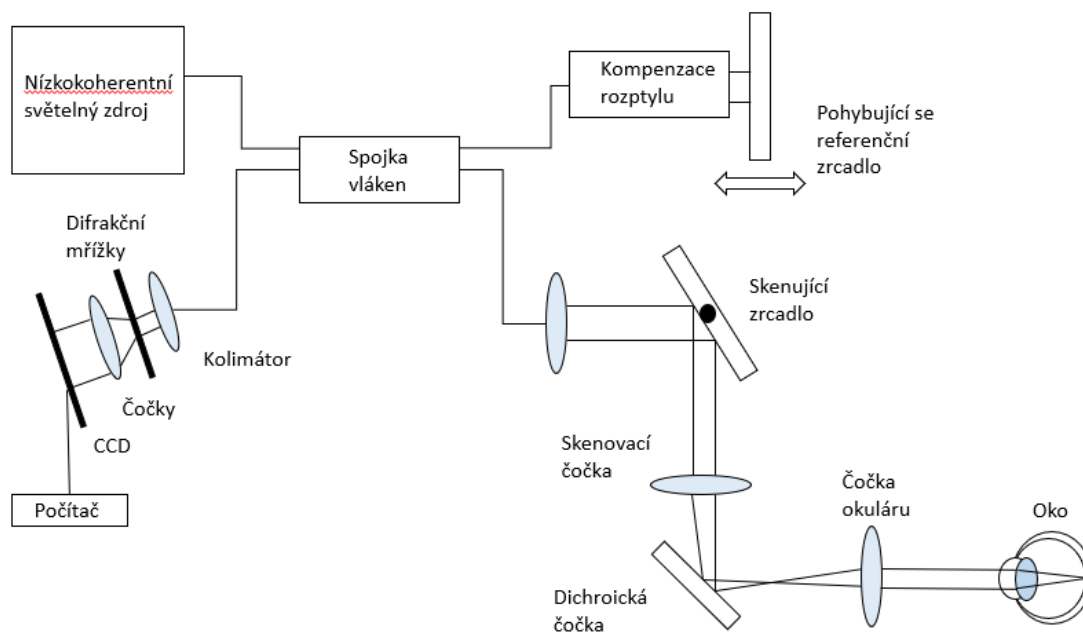 Nízkokoherentní
světelný zdroj
Kompenzace
rozptylu
Pohybující se
referenční
zrcadlo
Spojka
vláken
Difrakční
mřížky
Skenující
zrcadlo
Kolimátor
Čočky
CCD
Skenovací
čočka
Čočka
okuláru
Oko
Počítač
Dichroická
čočka